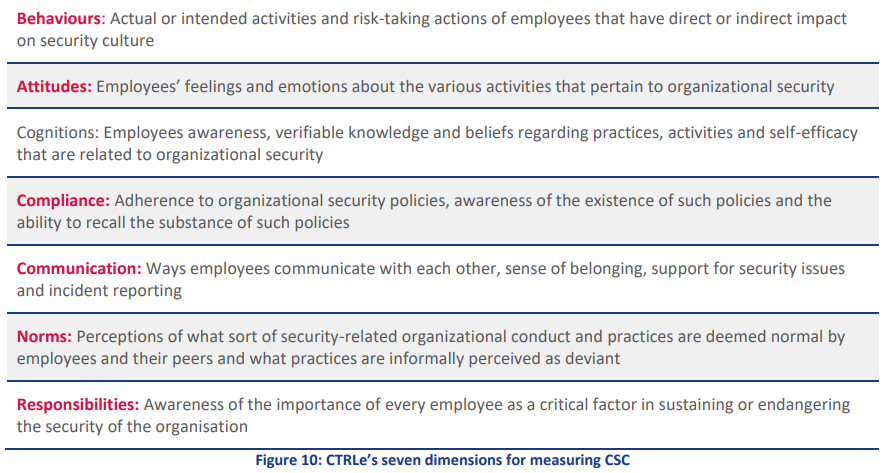 Behaviours: Actual or intended activities and risk-taking actions of employees that have direct or indirect impact
on security culture
Attitudes: Employees’ feelings and emotions about the various activities that pertain to organizational security
Cognitions: Employees awareness, verifiable knowledge and beliefs regarding practices, activities and self-efficacy
that are related to organizational security
Compliance: Adherence to organizational security policies, awareness of the existence of such policies and the
ability to recall the substance of such policies
Communication: Ways employees communicate with each other, sense of belonging, support for security issues
and incident reporting
Norms: Perceptions of what sort of security-related organizational conduct and practices are deemed normal by
employees and their peers and what practices are informally perceived as deviant
Responsibilities: Awareness of the importance of every employee as a critical factor in sustaining or endangering
the security of the organisation
Figure 10: CTRLe’s seven dimensions for measuring CSC